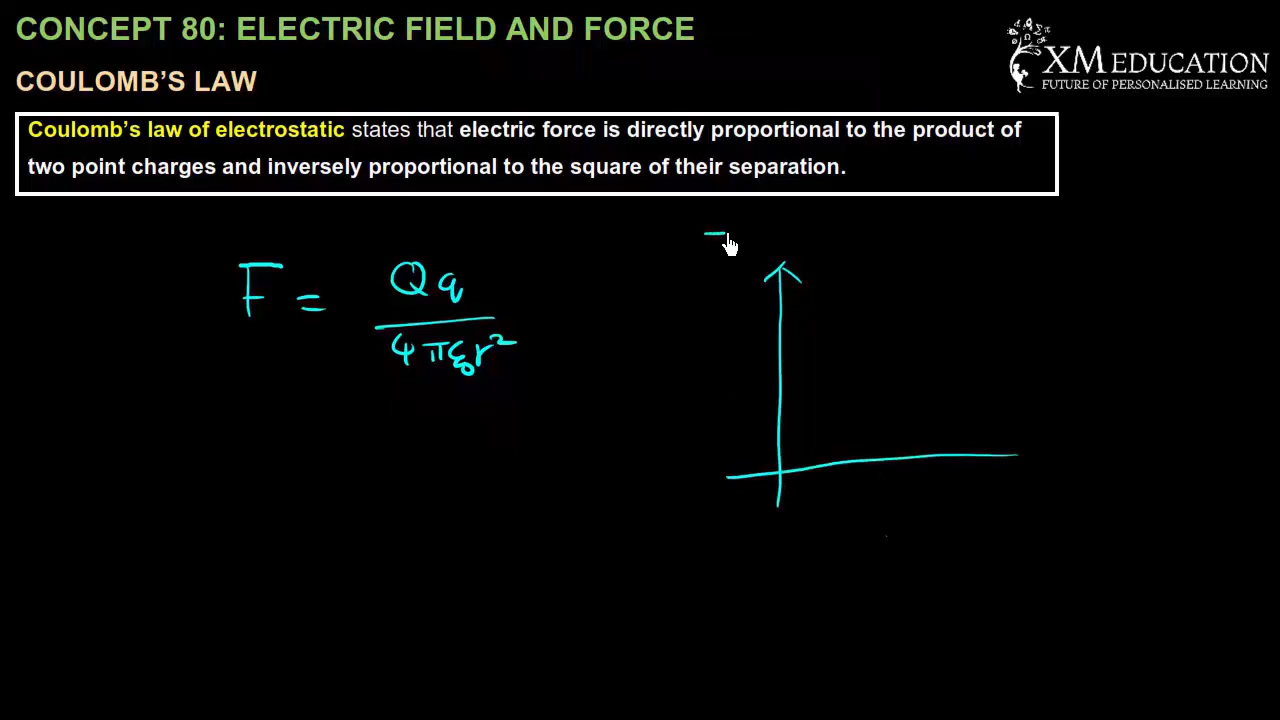 CONCEPT 80: ELECTRIC FIELD AND FORCE
XM EDUCATION
FUTURE OF PERSONALISED LEARNING
COULOMB'S LAW
Coulomb's law of electrostatic states that electric force is directly proportional to the product of
two point charges and inversely proportional to the square of their separation.
F = Qq
4πε₀r²